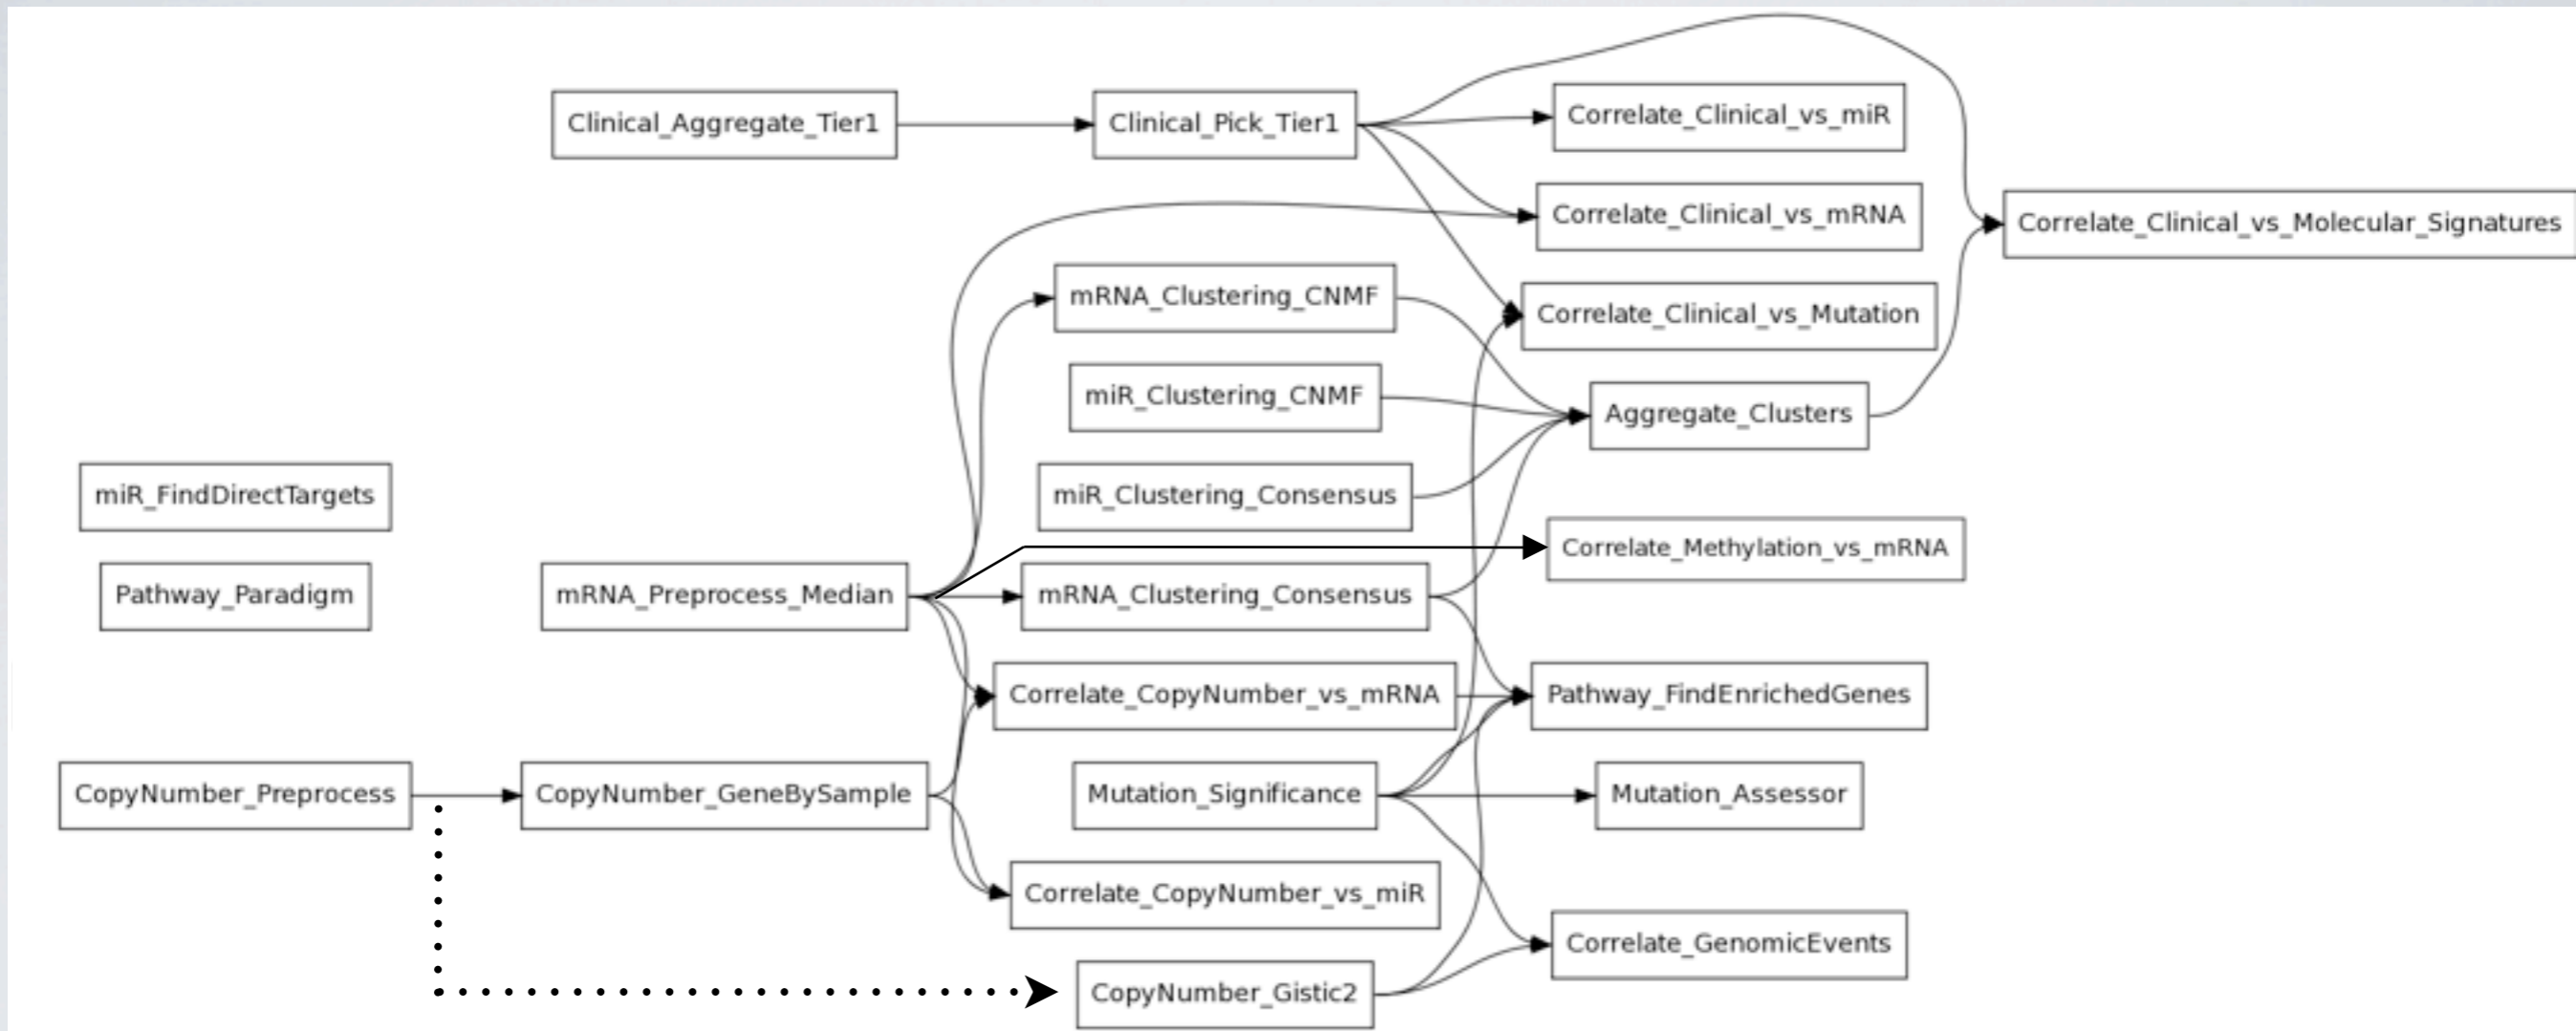 Clinical_Aggregate_Tier1
Clinical_Pick_Tier1
Correlate_Clinical_vs_miR
Correlate_Clinical_vs_mRNA
Correlate_Clinical_vs_Molecular_Signatures
mRNA_Clustering_CNMF
Correlate_Clinical_vs_Mutation
miR_Clustering_CNMF
Aggregate_Clusters
miR_FindDirectTargets
miR_Clustering_Consensus
Correlate_Methylation_vs_mRNA
Pathway_Paradigm
mRNA_Preprocess_Median
mRNA_Clustering_Consensus
Correlate_CopyNumber_vs_mRNA
Pathway_FindEnrichedGenes
CopyNumber_Preprocess
CopyNumber_GeneBySample
Mutation_Significance
Mutation_Assessor
Correlate_CopyNumber_vs_miR
Correlate_GenomicEvents
CopyNumber_Gistic2